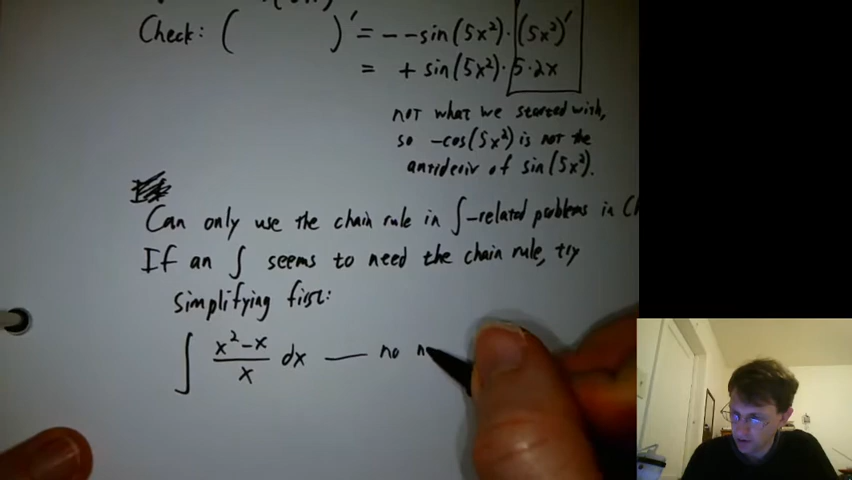 Check: ( )' = - -sin(5x²)·(5x²)'
= + sin(5x²)·5·2x
not what we started with,
so -cos(5x²) is not the
antideriv of sin(5x²).
Can only use the chain rule in ∫-related problems in
If an ∫ seems to need the chain rule, try
simplifying first:
∫ (x²-x)/x dx — no